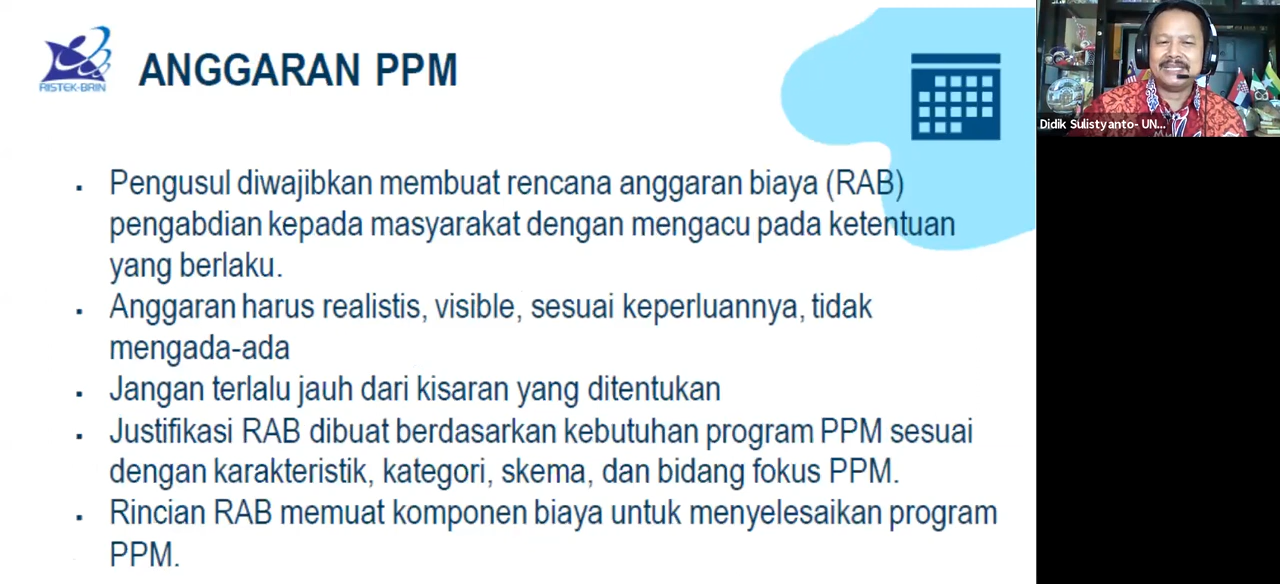 RISTEK-BRIN
ANGGARAN PPM
Didik Sulistyanto- UN...
▪ Pengusul diwajibkan membuat rencana anggaran biaya (RAB)
pengabdian kepada masyarakat dengan mengacu pada ketentuan
yang berlaku.
▪ Anggaran harus realistis, visible, sesuai keperluannya, tidak
mengada-ada
▪ Jangan terlalu jauh dari kisaran yang ditentukan
▪ Justifikasi RAB dibuat berdasarkan kebutuhan program PPM sesuai
dengan karakteristik, kategori, skema, dan bidang fokus PPM.
▪ Rincian RAB memuat komponen biaya untuk menyelesaikan program
PPM.